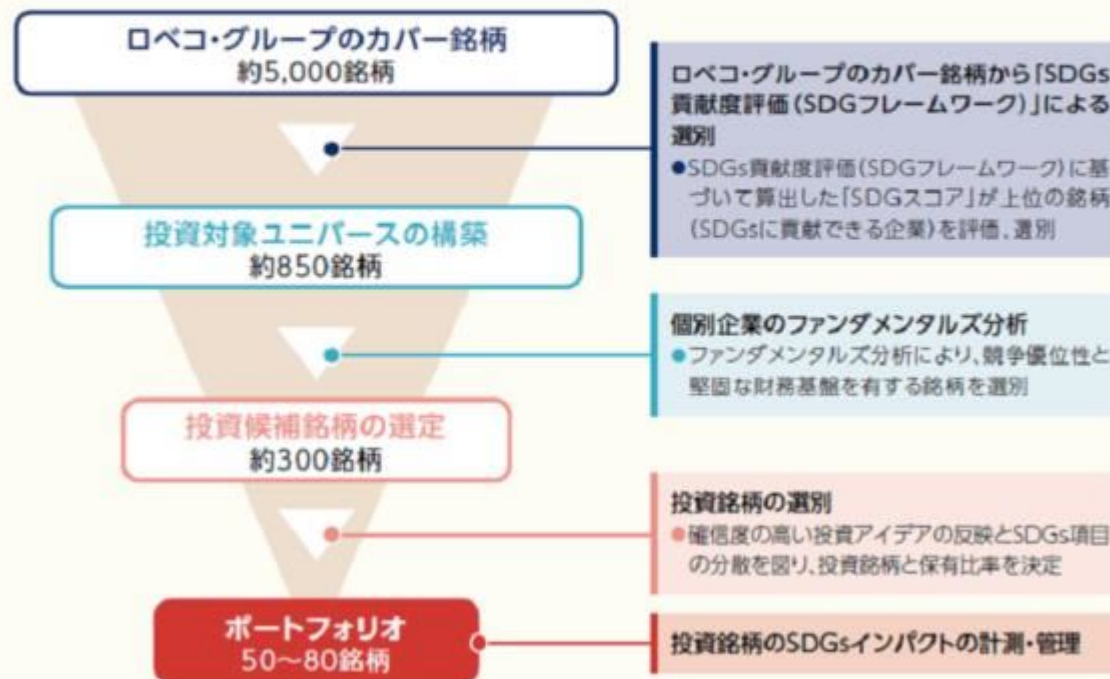 ロベコ・グループのカバー銘柄
約5,000銘柄
ロベコ・グループのカバー銘柄から「SDGs
貢献度評価(SDGフレームワーク)」による
選別
●SDGs貢献度評価(SDGフレームワーク)に基
づいて算出した「SDGスコア」が上位の銘柄
(SDGsに貢献できる企業)を評価、選別
投資対象ユニバースの構築
約850銘柄
個別企業のファンダメンタルズ分析
●ファンダメンタルズ分析により、競争優位性と
堅固な財務基盤を有する銘柄を選別
投資候補銘柄の選定
約300銘柄
投資銘柄の選別
●確信度の高い投資アイデアの反映とSDGs項目
の分散を図り、投資銘柄と保有比率を決定
ポートフォリオ
50～80銘柄
投資銘柄のSDGsインパクトの計測・管理